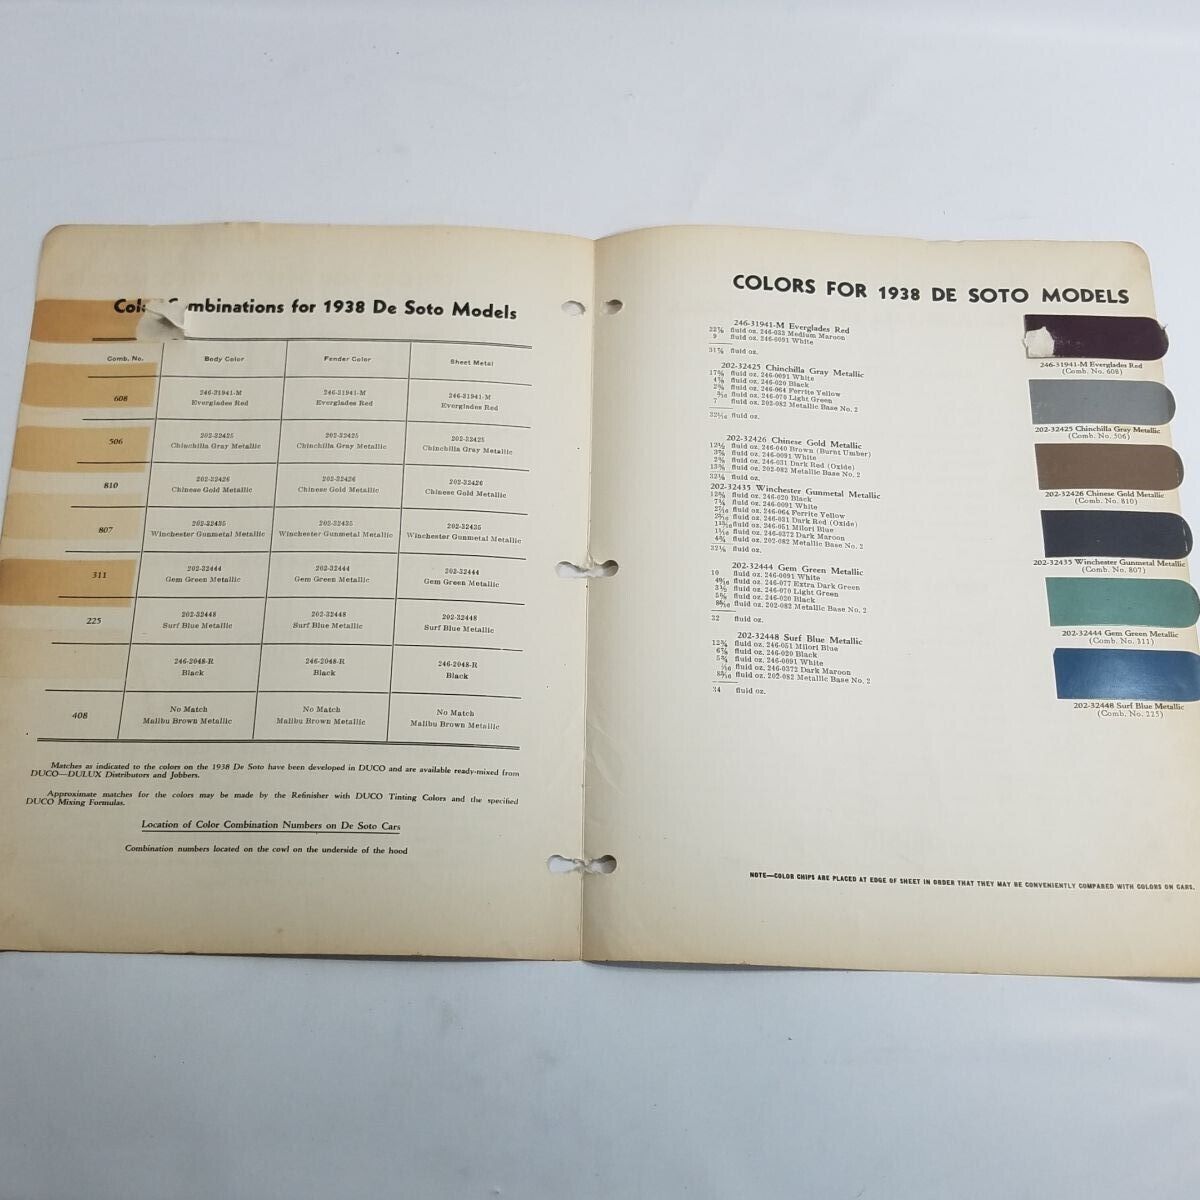 Col mbinations for 1938 De Soto Models
Comb. No. Body Color Fender Color Sheet Metal
608 246-31941-M Everglades Red 246-31941-M Everglades Red 246-31941-M Everglades Red
506 202-32425 Chinchilla Gray Metallic 202-32425 Chinchilla Gray Metallic 202-32425 Chinchilla Gray Metallic
810 202-32426 Chinese Gold Metallic 202-32426 Chinese Gold Metallic 202-32426 Chinese Gold Metallic
807 202-32435 Winchester Gunmetal Metallic 202-32435 Winchester Gunmetal Metallic 202-32435 Winchester Gunmetal Metallic
311 202-32444 Gem Green Metallic 202-32444 Gem Green Metallic 202-32444 Gem Green Metallic
225 202-32448 Surf Blue Metallic 202-32448 Surf Blue Metallic 202-32448 Surf Blue Metallic
246-2048-R Black 246-2048-R Black 246-2048-R Black
408 No Match Malibu Brown Metallic No Match Malibu Brown Metallic No Match Malibu Brown Metallic
Matches as indicated to the colors on the 1938 De Soto have been developed in DUCO and are available ready-mixed from
DUCO—DULUX Distributors and Jobbers.
Approximate matches for the colors may be made by the Refinisher with DUCO Tinting Colors and the specified
DUCO Mixing Formulas.
Location of Color Combination Numbers on De Soto Cars
Combination numbers located on the cowl on the underside of the hood
COLORS FOR 1938 DE SOTO MODELS
246-31941-M Everglades Red
fluid oz. 246-033 Medium Maroon
9 fluid oz. 246-0091 White
fluid oz.
202-32425 Chinchilla Gray Metallic
fluid oz. 246-0091 White
fluid oz. 246-020 Black
fluid oz. 246-064 Ferrite Yellow
fluid oz. 246-070 Light Green
7 fluid oz. 202-082 Metallic Base No. 2
fluid oz.
202-32426 Chinese Gold Metallic
fluid oz. 246-040 Brown (Burnt Umber)
fluid oz. 246-0091 White
fluid oz. 246-031 Dark Red (Oxide)
fluid oz. 202-082 Metallic Base No. 2
fluid oz.
202-32435 Winchester Gunmetal Metallic
fluid oz. 246-020 Black
fluid oz. 246-0091 White
fluid oz. 246-064 Ferrite Yellow
fluid oz. 246-031 Dark Red (Oxide)
fluid oz. 246-051 Milori Blue
fluid oz. 246-0372 Dark Maroon
fluid oz. 202-082 Metallic Base No. 2
fluid oz.
202-32444 Gem Green Metallic
10 fluid oz. 246-0091 White
fluid oz. 246-077 Extra Dark Green
fluid oz. 246-070 Light Green
fluid oz. 246-020 Black
fluid oz. 202-082 Metallic Base No. 2
32 fluid oz.
202-32448 Surf Blue Metallic
fluid oz. 246-051 Milori Blue
fluid oz. 246-020 Black
fluid oz. 246-0091 White
fluid oz. 246-0372 Dark Maroon
fluid oz. 202-082 Metallic Base No. 2
34 fluid oz.
246-31941-M Everglades Red
(Comb. No. 608)
202-32425 Chinchilla Gray Metallic
(Comb. No. 506)
202-32426 Chinese Gold Metallic
(Comb. No. 810)
202-32435 Winchester Gunmetal Metallic
(Comb. No. 807)
202-32444 Gem Green Metallic
(Comb. No. 311)
202-32448 Surf Blue Metallic
(Comb. No. 225)
NOTE—COLOR CHIPS ARE PLACED AT EDGE OF SHEET IN ORDER THAT THEY MAY BE CONVENIENTLY COMPARED WITH COLORS ON CARS.